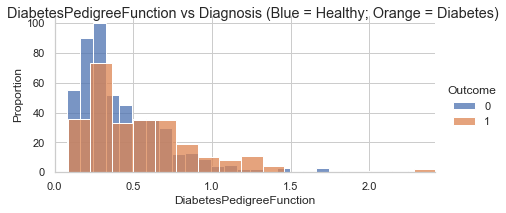 DiabetesPedigreeFunction vs Diagnosis (Blue = Healthy; Orange = Diabetes)
100
80
60
40
20
0
Proportion
0.0 0.5 1.0 1.5 2.0
DiabetesPedigreeFunction
Outcome
0
1